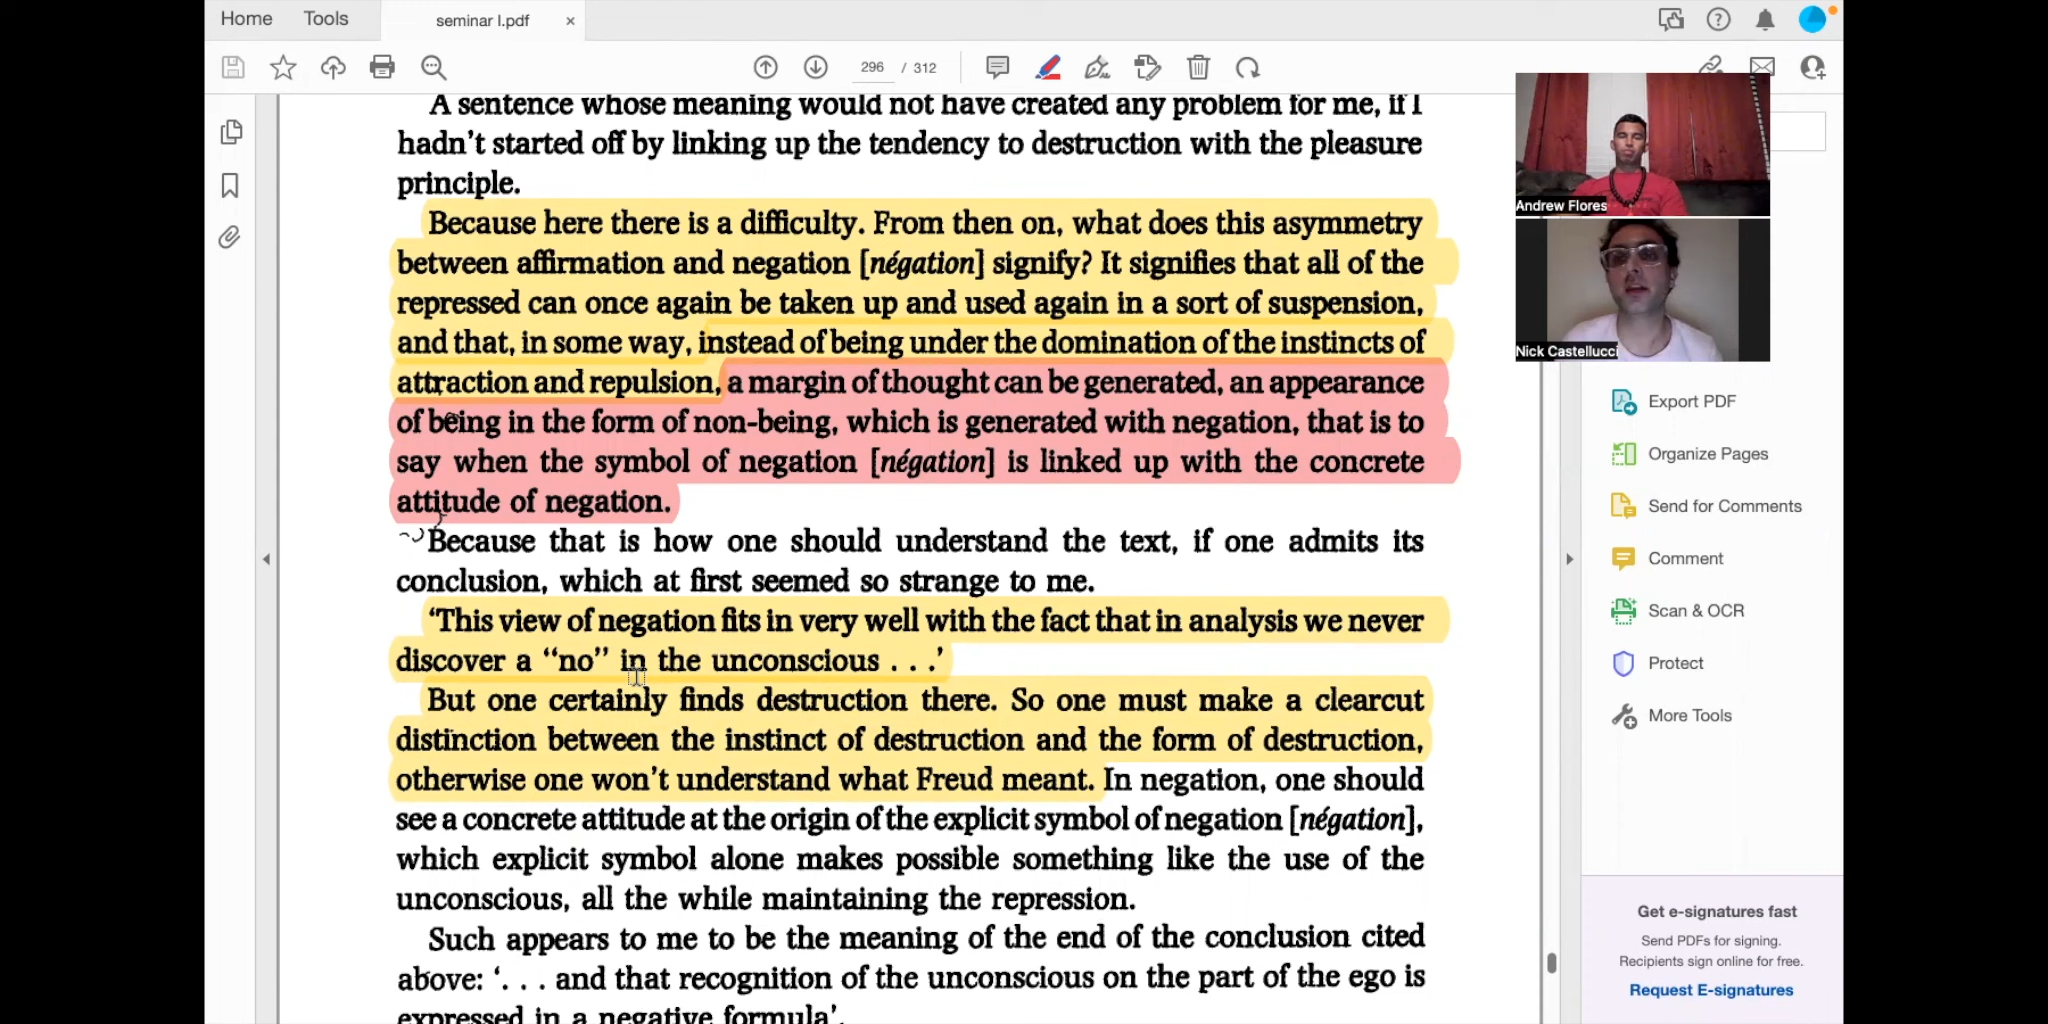 Home
Tools
seminar I.pdf
296 / 312
A sentence whose meaning would not have created any problem for me, if I
hadn't started off by linking up the tendency to destruction with the pleasure
principle.
Because here there is a difficulty. From then on, what does this asymmetry
between affirmation and negation [négation] signify? It signifies that all of the
repressed can once again be taken up and used again in a sort of suspension,
and that, in some way, instead of being under the domination of the instincts of
attraction and repulsion, a margin of thought can be generated, an appearance
of being in the form of non-being, which is generated with negation, that is to
say when the symbol of negation [négation] is linked up with the concrete
attitude of negation.
Because that is how one should understand the text, if one admits its
conclusion, which at first seemed so strange to me.
'This view of negation fits in very well with the fact that in analysis we never
discover a "no" in the unconscious . . .'
But one certainly finds destruction there. So one must make a clearcut
distinction between the instinct of destruction and the form of destruction,
otherwise one won't understand what Freud meant. In negation, one should
see a concrete attitude at the origin of the explicit symbol of negation [négation],
which explicit symbol alone makes possible something like the use of the
unconscious, all the while maintaining the repression.
Such appears to me to be the meaning of the end of the conclusion cited
above: '. . . and that recognition of the unconscious on the part of the ego is
expressed in a negative formula'.
Andrew Flores
Nick Castellucci
Export PDF
Organize Pages
Send for Comments
Comment
Scan & OCR
Protect
More Tools
Get e-signatures fast
Send PDFs for signing.
Recipients sign online for free.
Request E-signatures